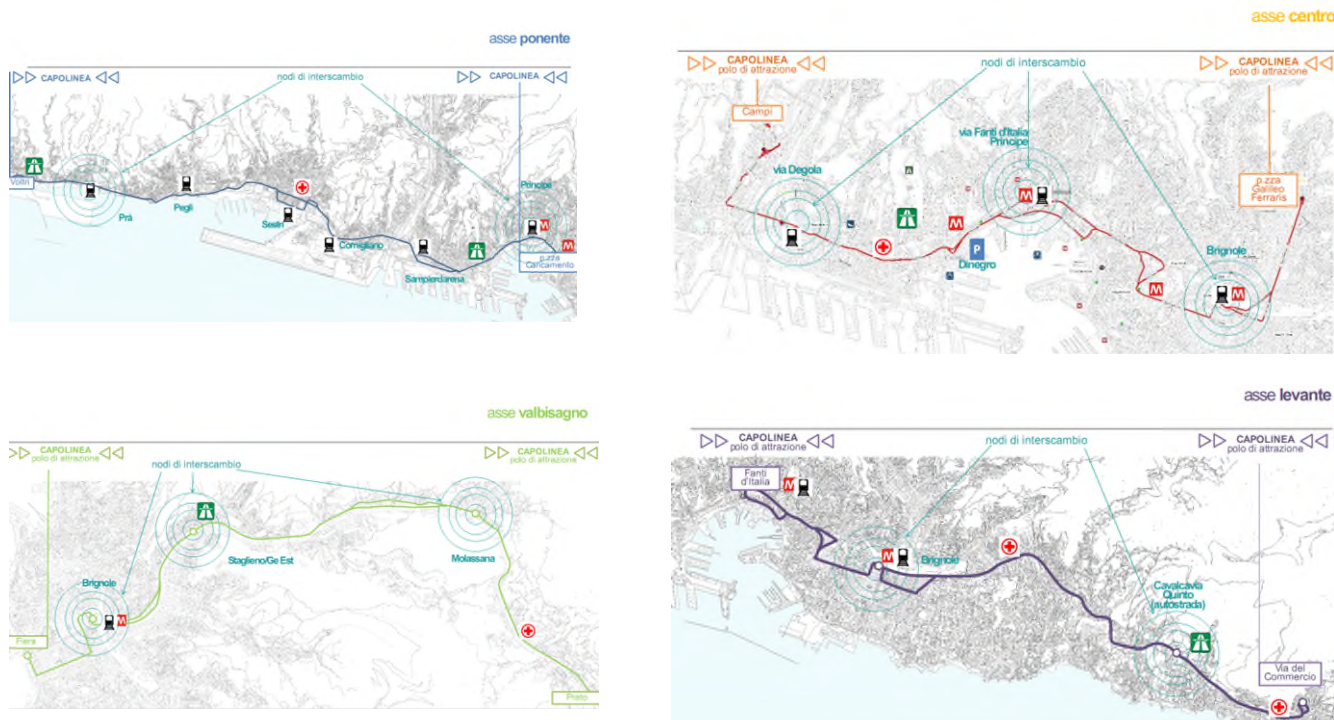 asse ponente
▷▷ CAPOLINEA ◁◁
nodi di interscambio
▷▷ CAPOLINEA ◁◁
Voltri
Prà
Pegli
Sestri
Cornigliano
Sampierdarena
Principe
M
M
p.zza
Caricamento
asse centro
▷▷ CAPOLINEA ◁◁
polo di attrazione
nodi di interscambio
▷▷ CAPOLINEA ◁◁
polo di attrazione
Campi
via Degola
via Fanti d'Italia
Principe
M
M
P
Dinegro
M
Brignole
M
p.zza
Galileo
Ferraris
asse valbisagno
▷▷ CAPOLINEA ◁◁
polo di attrazione
nodi di interscambio
▷▷ CAPOLINEA ◁◁
polo di attrazione
Brignole
M
Fiera
Staglieno/Ge Est
Molassana
Prato
asse levante
▷▷ CAPOLINEA ◁◁
polo di attrazione
nodi di interscambio
▷▷ CAPOLINEA ◁◁
polo di attrazione
Fanti
d'Italia
M
M
Brignole
Cavalcavia
Quinto
(autostrada)
Via del
Commercio